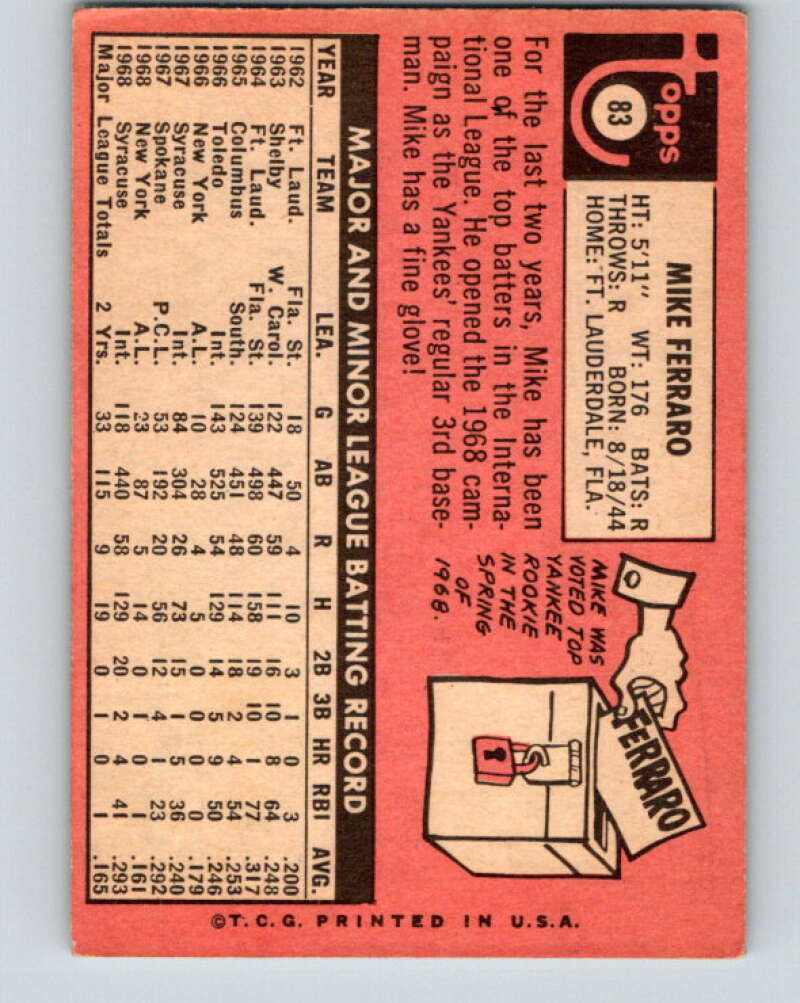 Topps
83
MIKE FERRARO
HT: 5'11" WT: 176 BATS: R
THROWS: R BORN: 8/18/44
HOME: FT. LAUDERDALE, FLA.
For the last two years, Mike has been
one of the top batters in the Interna-
tional League. He opened the 1968 cam-
paign as the Yankees' regular 3rd base-
man. Mike has a fine glove!
MIKE WAS
VOTED TOP
YANKEE
ROOKIE
IN THE
SPRING
OF
1968.
FERRARO
MAJOR AND MINOR LEAGUE BATTING RECORD
YEAR TEAM LEA. G AB R H 2B 3B HR RBI AVG.
1962 Ft. Laud. Fla. St. 18 50 4 10 3 1 0 3 .200
1963 Shelby W. Carol. 122 447 59 111 16 10 8 64 .248
1964 Ft. Laud. Fla. St. 139 498 60 158 19 10 1 77 .317
1965 Columbus South. 124 451 48 114 18 2 4 54 .253
1966 Toledo Int. 143 525 54 129 14 5 9 50 .246
1966 New York A.L. 10 28 4 5 0 0 0 0 .179
1967 Syracuse Int. 84 304 26 73 15 1 5 36 .240
1967 Spokane P.C.L. 53 192 20 56 12 4 1 23 .292
1968 New York A.L. 23 87 5 14 0 1 0 1 .161
1968 Syracuse Int. 118 440 58 129 20 2 4 41 .293
Major League Totals 2 Yrs. 33 115 9 19 0 1 0 1 .165
©T.C.G. PRINTED IN U.S.A.